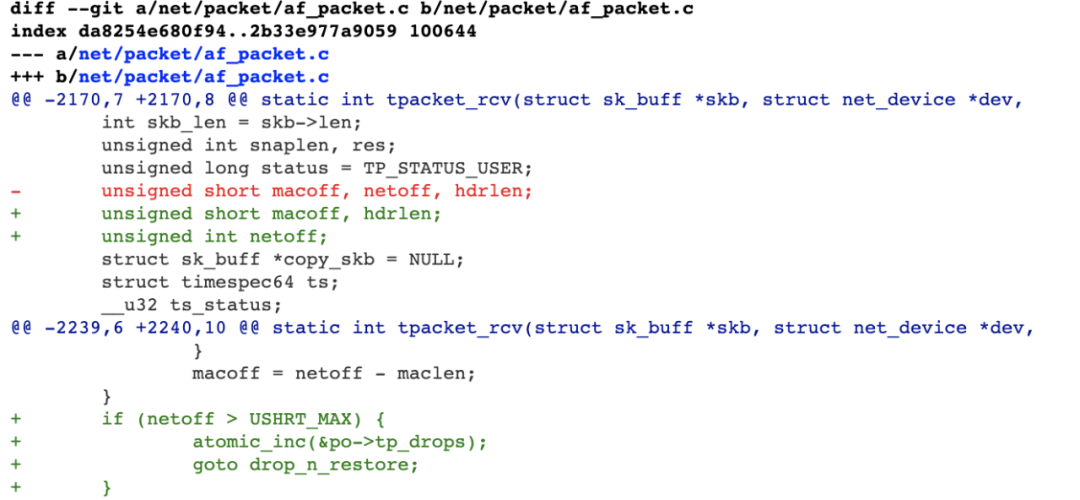 diff --git a/net/packet/af_packet.c b/net/packet/af_packet.c
index da8254e680f94..2b33e977a9059 100644
--- a/net/packet/af_packet.c
+++ b/net/packet/af_packet.c
@@ -2170,7 +2170,8 @@ static int tpacket_rcv(struct sk_buff *skb, struct net_device *dev,
        int skb_len = skb->len;
        unsigned int snaplen, res;
        unsigned long status = TP_STATUS_USER;
-       unsigned short macoff, netoff, hdrlen;
+       unsigned short macoff, hdrlen;
+       unsigned int netoff;
        struct sk_buff *copy_skb = NULL;
        struct timespec64 ts;
        __u32 ts_status;
@@ -2239,6 +2240,10 @@ static int tpacket_rcv(struct sk_buff *skb, struct net_device *dev,
                }
                macoff = netoff - maclen;
        }
+       if (netoff > USHRT_MAX) {
+               atomic_inc(&po->tp_drops);
+               goto drop_n_restore;
+       }